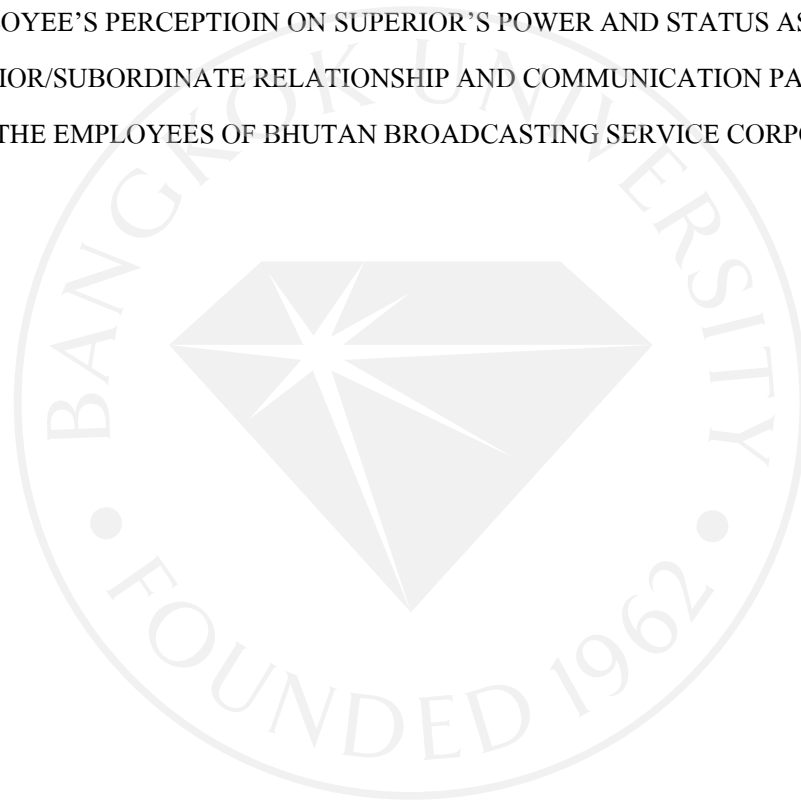 OYEE'S PERCEPTIOIN ON SUPERIOR'S POWER AND STATUS AS
IOR/SUBORDINATE RELATIONSHIP AND COMMUNICATION PA
THE EMPLOYEES OF BHUTAN BROADCASTING SERVICE CORP
BANGKOK UNIVERSITY
• FOUNDED 1962 •